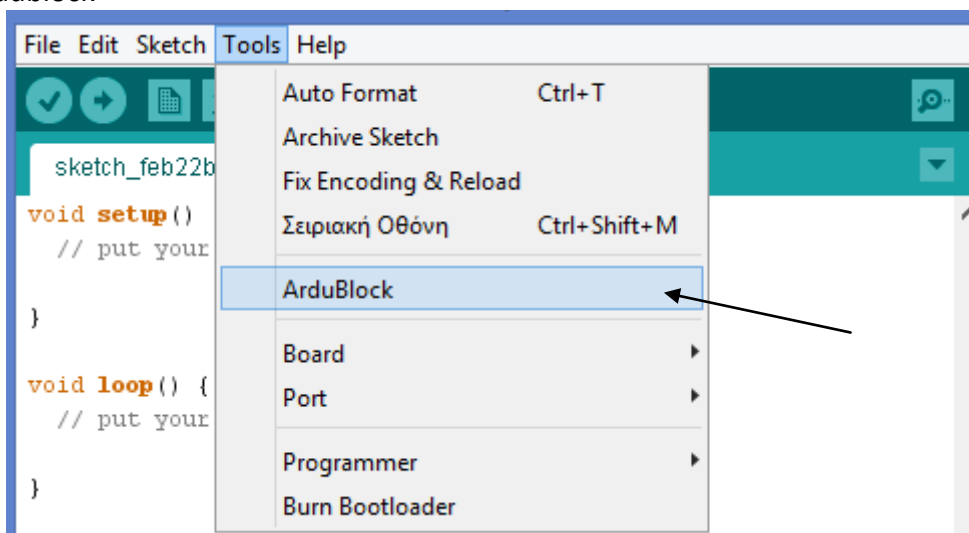 File Edit Sketch Tools Help
Auto Format Ctrl+T
Archive Sketch
sketch_feb22b
Fix Encoding & Reload
void setup()
Σειριακή Οθόνη Ctrl+Shift+M
// put your
ArduBlock
}
Board
void loop() {
Port
// put your
Programmer
}
Burn Bootloader